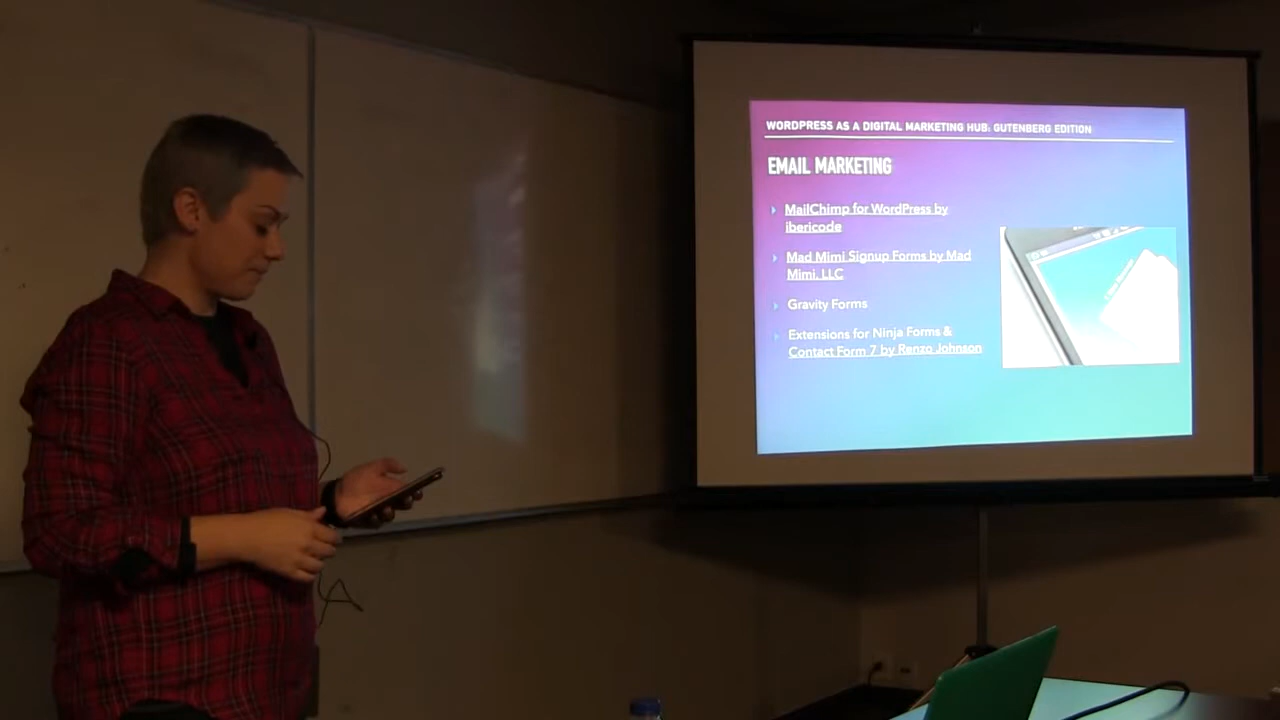 WORDPRESS AS A DIGITAL MARKETING HUB: GUTENBERG EDITION
EMAIL MARKETING
MailChimp for WordPress by
ibericode
Mad Mimi Signup Forms by Mad
Mimi, LLC
Gravity Forms
Extensions for Ninja Forms &
Contact Form 7 by Renzo Johnson